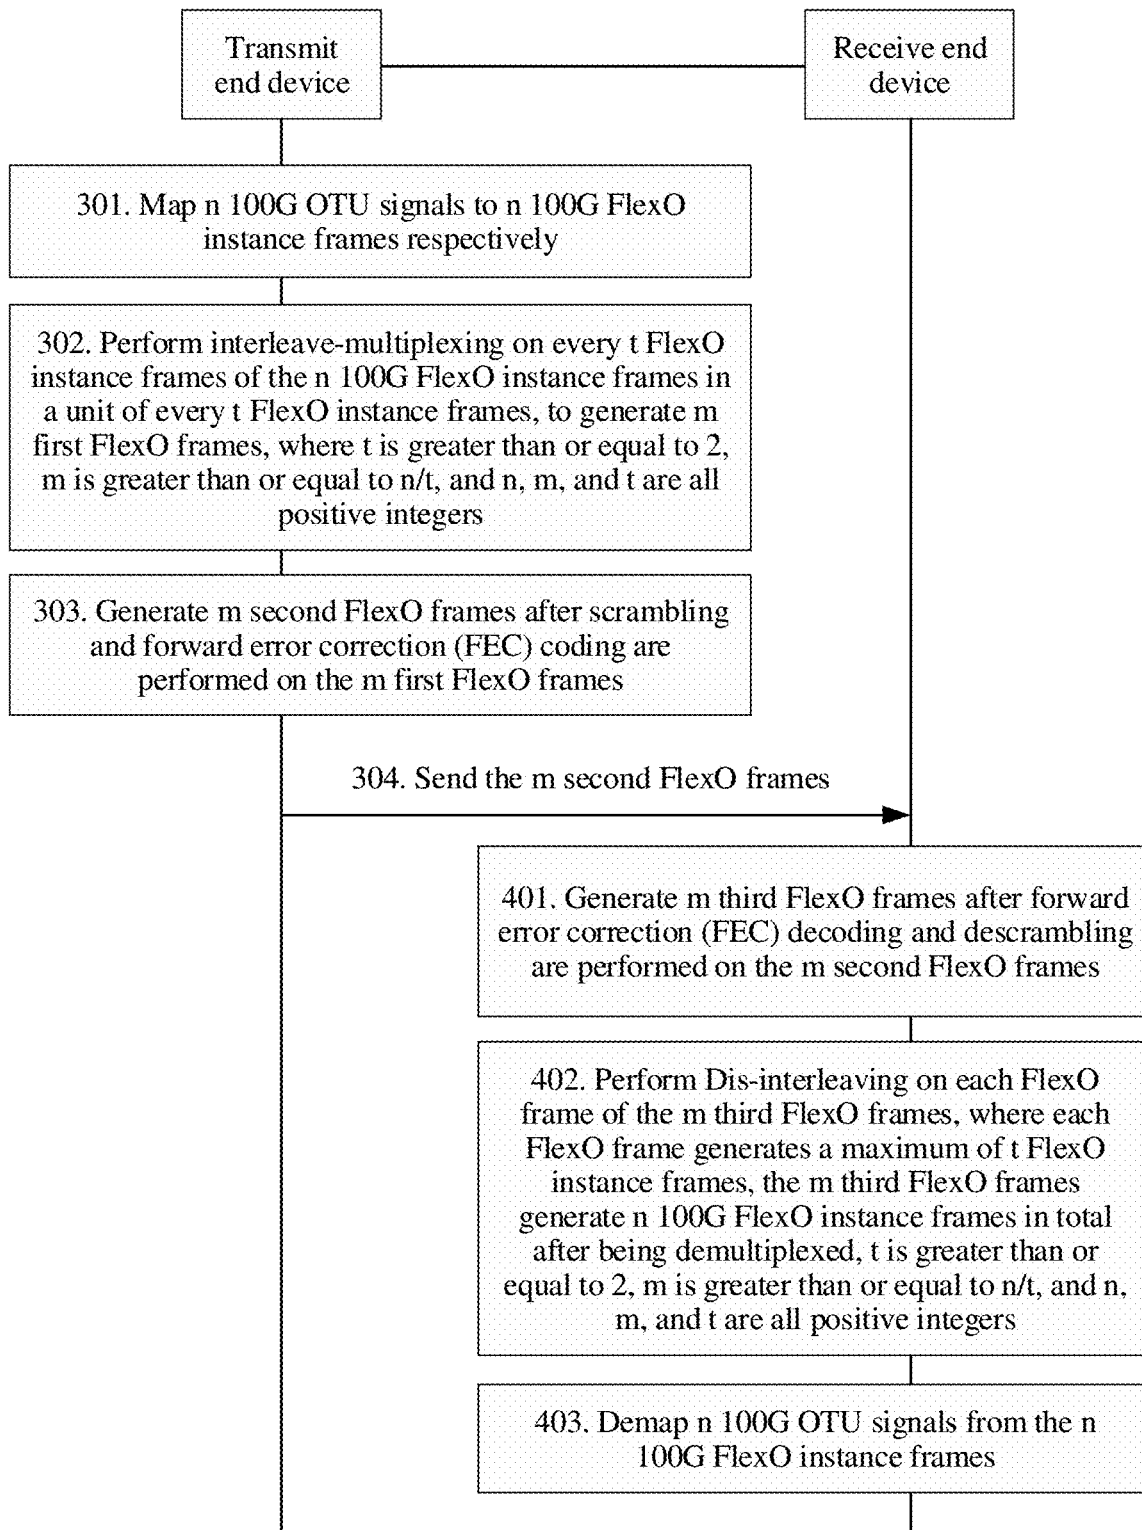 Transmit
end device
Receive end
device
301. Map n 100G OTU signals to n 100G FlexO
instance frames respectively
302. Perform interleave-multiplexing on every t FlexO
instance frames of the n 100G FlexO instance frames in
a unit of every t FlexO instance frames, to generate m
first FlexO frames, where t is greater than or equal to 2,
m is greater than or equal to n/t, and n, m, and t are all
positive integers
303. Generate m second FlexO frames after scrambling
and forward error correction (FEC) coding are
performed on the m first FlexO frames
304. Send the m second FlexO frames
401. Generate m third FlexO frames after forward
error correction (FEC) decoding and descrambling
are performed on the m second FlexO frames
402. Perform Dis-interleaving on each FlexO
frame of the m third FlexO frames, where each
FlexO frame generates a maximum of t FlexO
instance frames, the m third FlexO frames
generate n 100G FlexO instance frames in total
after being demultiplexed, t is greater than or
equal to 2, m is greater than or equal to n/t, and n,
m, and t are all positive integers
403. Demap n 100G OTU signals from the n
100G FlexO instance frames